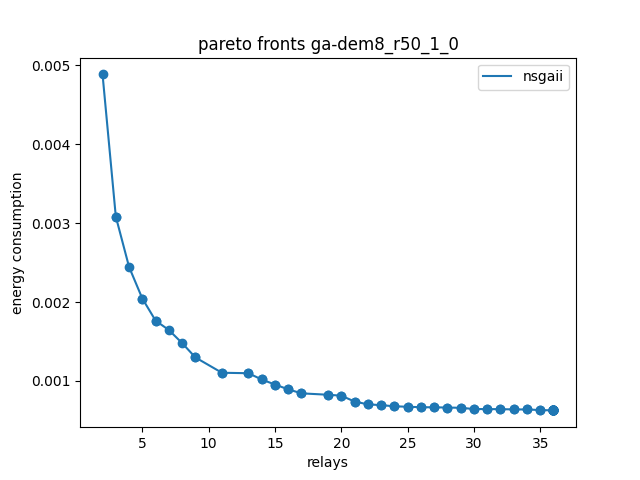 pareto fronts ga-dem8_r50_1_0
nsgaii
0.005
0.004
0.003
0.002
0.001
energy consumption
5 10 15 20 25 30 35
relays